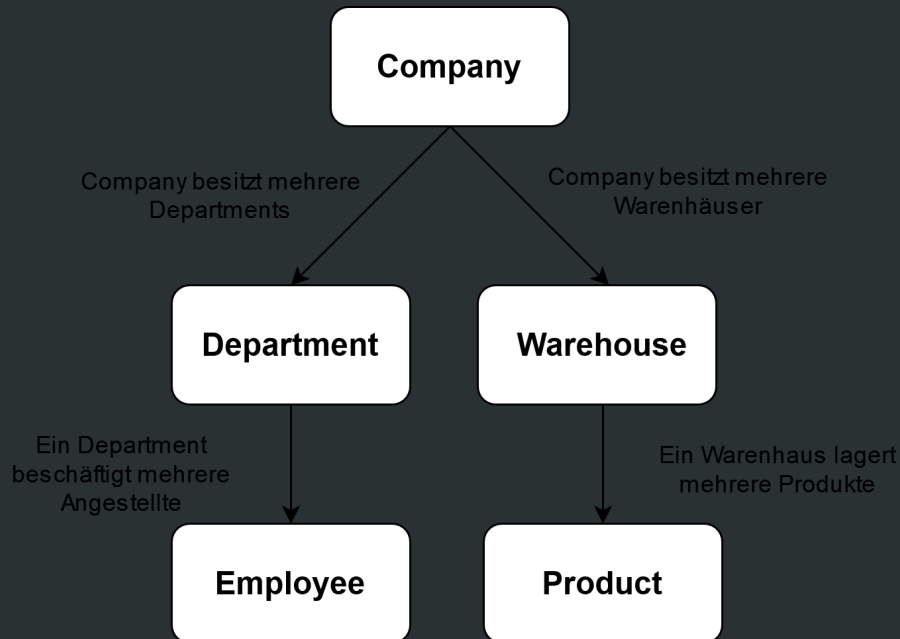 Company
Company besitzt mehrere
Departments
Company besitzt mehrere
Warenhäuser
Department
Warehouse
Ein Department
beschäftigt mehrere
Angestellte
Ein Warenhaus lagert
mehrere Produkte
Employee
Product